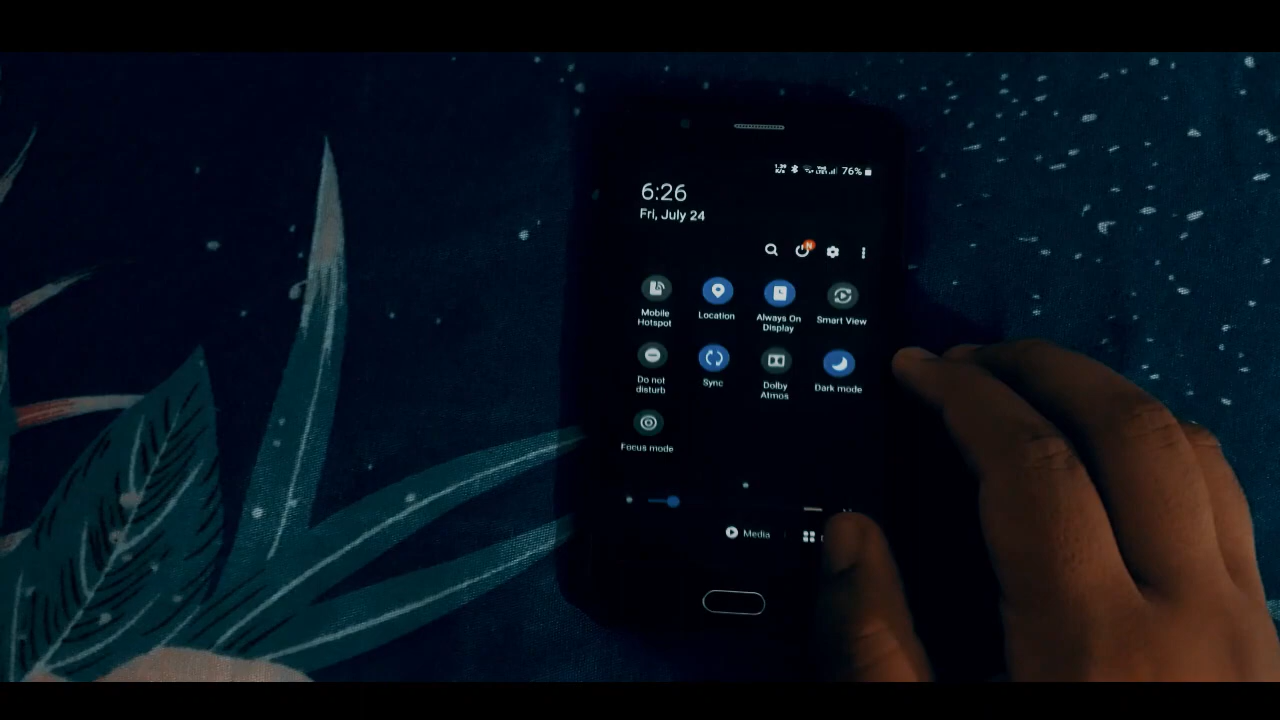 76%
6:26
Fri, July 24
N
Mobile
Hotspot
Location
Always On
Display
Smart View
Do not
disturb
Sync
Dolby
Atmos
Dark mode
Focus mode
Media